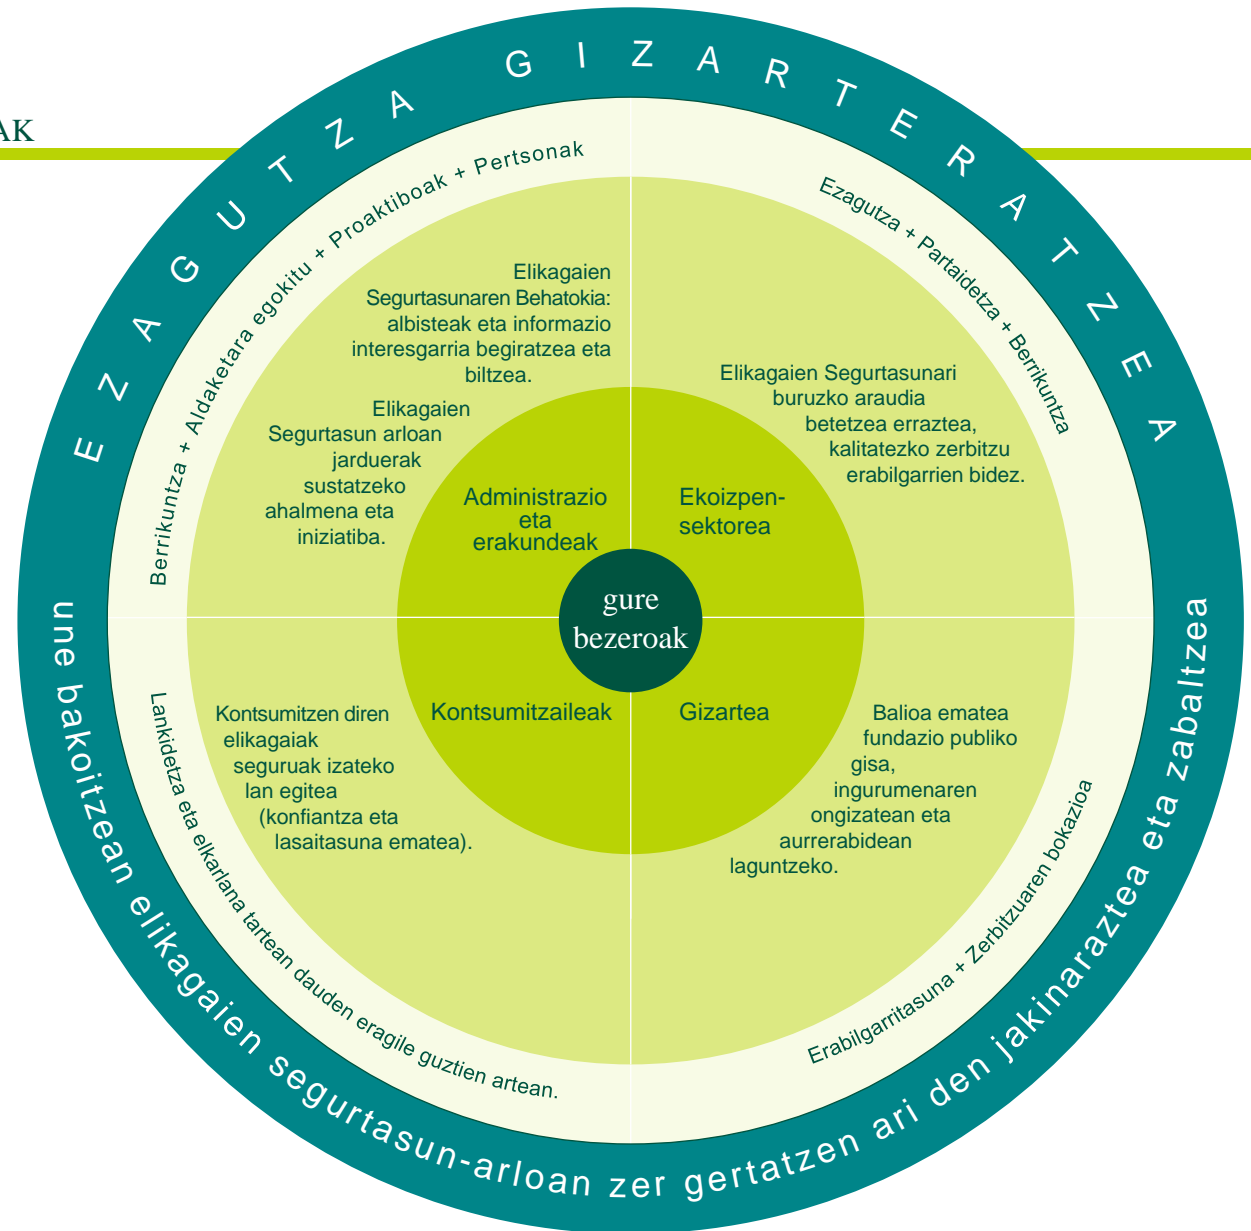 AK
EZAGUTZA GIZARTERATZEA
Berrikuntza + Aldaketara egokitu + Proaktiboak + Pertsonak
Ezagutza + Partaidetza + Berrikuntza
Elikagaien
Segurtasunaren Behatokia:
albisteak eta informazio
interesgarria begiratzea eta
biltzea.
Elikagaien
Segurtasun arloan
jarduerak
sustatzeko
ahalmena eta
iniziatiba.
Elikagaien Segurtasunari
buruzko araudia
betetzea erraztea,
kalitatezko zerbitzu
erabilgarrien bidez.
Administrazio
eta
erakundeak
Ekoizpen-
sektorea
gure
bezeroak
Kontsumitzaileak
Gizartea
Kontsumitzen diren
elikagaiak
seguruak izateko
lan egitea
(konfiantza eta
lasaitasuna ematea).
Balioa ematea
fundazio publiko
gisa,
ingurumenaren
ongizatean eta
aurrerabidean
laguntzeko.
Lankidetza eta elkarlana tartean dauden eragile guztien artean.
Erabilgarritasuna + Zerbitzuaren bokazioa
une bakoitzean elikagaien segurtasun-arloan zer gertatzen ari den jakinaraztea eta zabaltzea